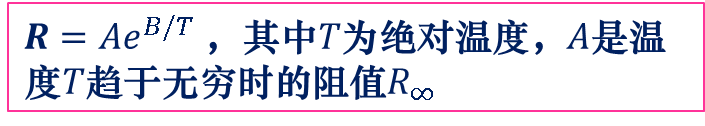 R = Ae^{B/T} ，其中T为绝对温度，A是温
度T趋于无穷时的阻值R_∞